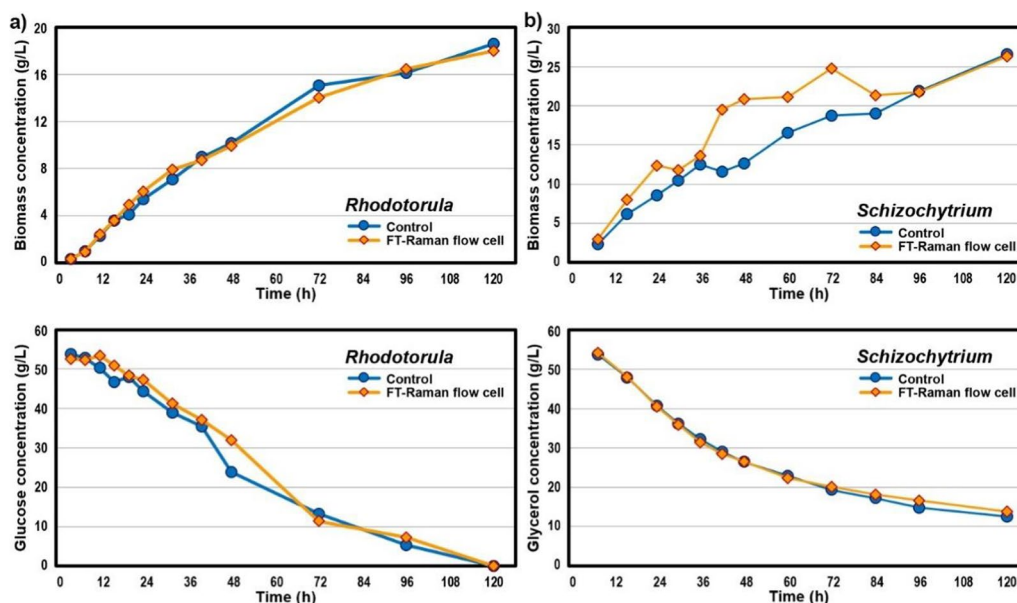 a)
Biomass concentration (g/L)
20
16
12
8
4
0
Rhodotorula
Control
FT-Raman flow cell
0 12 24 36 48 60 72 84 96 108 120
Time (h)
b)
Biomass concentration (g/L)
30
25
20
15
10
5
0
Schizochytrium
Control
FT-Raman flow cell
0 12 24 36 48 60 72 84 96 108 120
Time (h)
Glucose concentration (g/L)
60
50
40
30
20
10
0
Rhodotorula
Control
FT-Raman flow cell
0 12 24 36 48 60 72 84 96 108 120
Time (h)
Glycerol concentration (g/L)
60
50
40
30
20
10
0
Schizochytrium
Control
FT-Raman flow cell
0 12 24 36 48 60 72 84 96 108 120
Time (h)